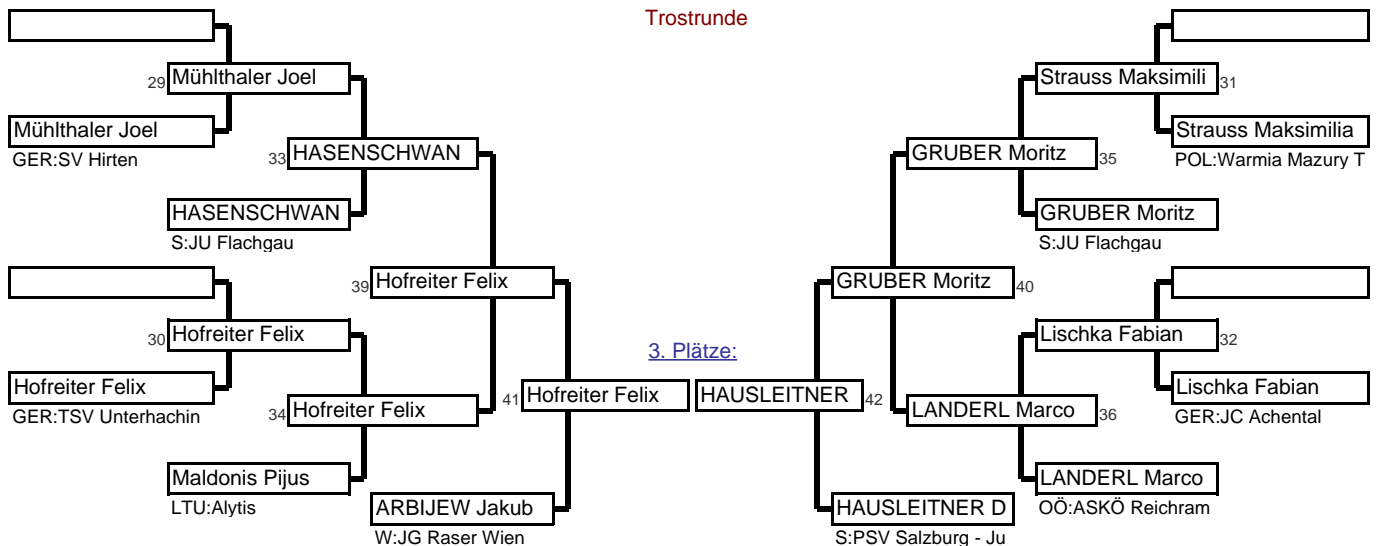 Trostrunde
29
Mühlthaler Joel
Strauss Maksimili
31
Mühlthaler Joel
GER:SV Hirten
Strauss Maksimilia
POL:Warmia Mazury T
33
HASENSCHWAN
GRUBER Moritz
35
HASENSCHWAN
S:JU Flachgau
GRUBER Moritz
S:JU Flachgau
39
Hofreiter Felix
GRUBER Moritz
40
30
Hofreiter Felix
Lischka Fabian
32
3. Plätze:
Hofreiter Felix
GER:TSV Unterhachin
Lischka Fabian
GER:JC Achental
41
Hofreiter Felix
HAUSLEITNER
42
34
Hofreiter Felix
LANDERL Marco
36
Maldonis Pijus
LTU:Alytis
LANDERL Marco
OÖ:ASKÖ Reichram
ARBIJEW Jakub
W:JG Raser Wien
HAUSLEITNER D
S:PSV Salzburg - Ju